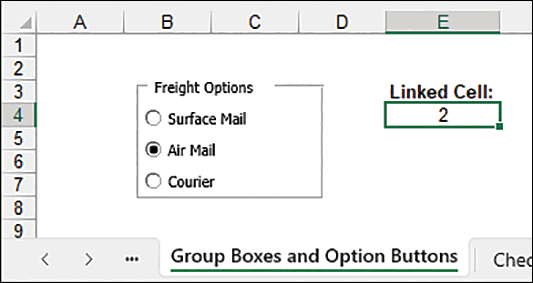 A B C D E
1
2
3 Freight Options Linked Cell:
4 Surface Mail 2
5 Air Mail
6
7 Courier
8
9
< > ••• Group Boxes and Option Buttons Chec